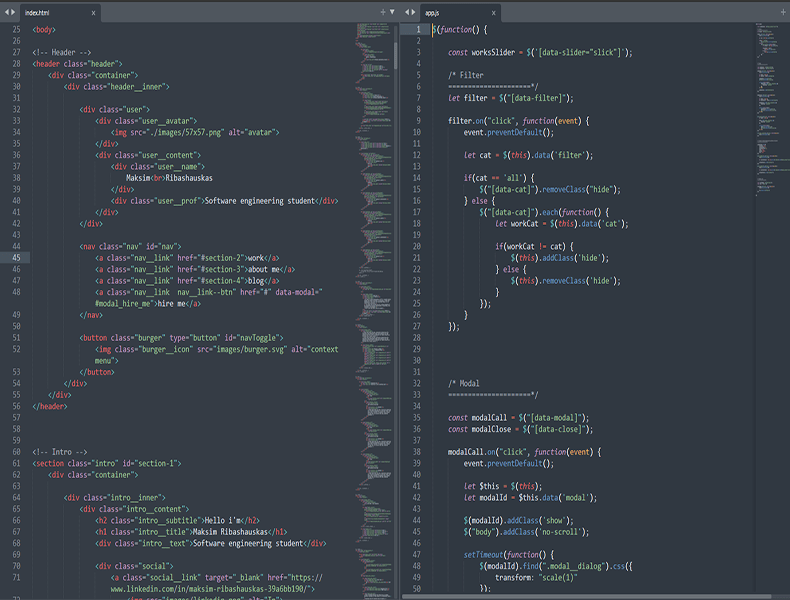 index.html x + ▼
25 <body>
26
27 <!-- Header -->
28 <header class="header">
29 <div class="container">
30 <div class="header__inner">
31
32 <div class="user">
33 <div class="user__avatar">
34 <img src="./images/57x57.png" alt="avatar">
35 </div>
36 <div class="user__content">
37 <div class="user__name">
38 Maksim<br>Ribashauskas
39 </div>
40 <div class="user__prof">Software engineering student</div>
41 </div>
42 </div>
43
44 <nav class="nav" id="nav">
45 <a class="nav__link" href="#section-2">work</a>
46 <a class="nav__link" href="#section-3">about me</a>
47 <a class="nav__link" href="#section-4">blog</a>
48 <a class="nav__link nav__link--btn" href="#" data-modal="
#modal_hire_me">hire me</a>
49 </nav>
50
51 <button class="burger" type="button" id="navToggle">
52 <img class="burger__icon" src="images/burger.svg" alt="context
menu">
53 </button>
54 </div>
55 </div>
56 </header>
57
58
59
60 <!-- Intro -->
61 <section class="intro" id="section-1">
62 <div class="container">
63
64 <div class="intro__inner">
65 <div class="intro__content">
66 <h2 class="intro__subtitle">Hello i'm</h2>
67 <h1 class="intro__title">Maksim Ribashauskas</h1>
68 <div class="intro__text">Software engineering student</div>
69
70 <div class="social">
71 <a class="social__link" target="_blank" href="https://
www.linkedin.com/in/maksim-ribashauskas-39a6bb190/">
app.js x +
1 $(function() {
2
3 const worksSlider = $('[data-slider="slick"]');
4
5 /* Filter
6 =====================*/
7 let filter = $("[data-filter]");
8
9 filter.on("click", function(event) {
10 event.preventDefault();
11
12 let cat = $(this).data('filter');
13
14 if(cat == 'all') {
15 $("[data-cat]").removeClass("hide");
16 } else {
17 $("[data-cat]").each(function() {
18 let workCat = $(this).data('cat');
19
20 if(workCat != cat) {
21 $(this).addClass('hide');
22 } else {
23 $(this).removeClass('hide');
24 }
25 });
26 }
27 });
28
29
30
31
32 /* Modal
33 =====================*/
34
35 const modalCall = $("[data-modal]");
36 const modalClose = $("[data-close]");
37
38 modalCall.on("click", function(event) {
39 event.preventDefault();
40
41 let $this = $(this);
42 let modalId = $this.data('modal');
43
44 $(modalId).addClass('show');
45 $("body").addClass('no-scroll');
46
47 setTimeout(function() {
48 $(modalId).find(".modal__dialog").css({
49 transform: "scale(1)"
50 });